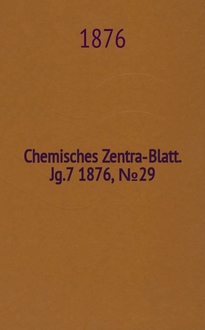 1876
Chemisches Zentra-Blatt.
Jg.7 1876, №29